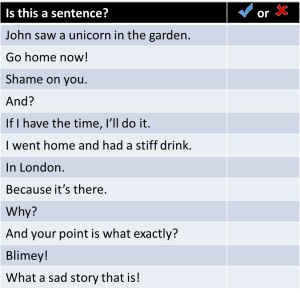 Is this a sentence? ✓ or ✗
John saw a unicorn in the garden.
Go home now!
Shame on you.
And?
If I have the time, I’ll do it.
I went home and had a stiff drink.
In London.
Because it’s there.
Why?
And your point is what exactly?
Blimey!
What a sad story that is!